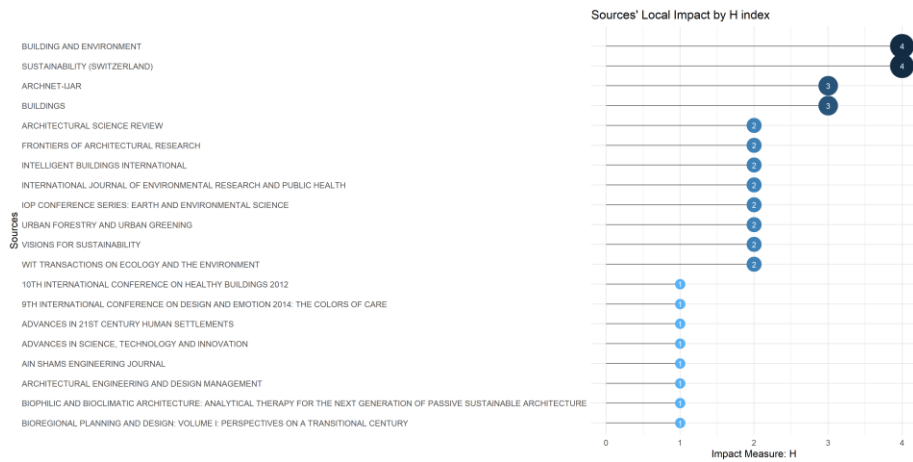 Sources' Local Impact by H index
BUILDING AND ENVIRONMENT 4
SUSTAINABILITY (SWITZERLAND) 4
ARCHNET-IJAR 3
BUILDINGS 3
ARCHITECTURAL SCIENCE REVIEW 2
FRONTIERS OF ARCHITECTURAL RESEARCH 2
INTELLIGENT BUILDINGS INTERNATIONAL 2
INTERNATIONAL JOURNAL OF ENVIRONMENTAL RESEARCH AND PUBLIC HEALTH 2
IOP CONFERENCE SERIES: EARTH AND ENVIRONMENTAL SCIENCE 2
URBAN FORESTRY AND URBAN GREENING 2
VISIONS FOR SUSTAINABILITY 2
WIT TRANSACTIONS ON ECOLOGY AND THE ENVIRONMENT 2
10TH INTERNATIONAL CONFERENCE ON HEALTHY BUILDINGS 2012 1
9TH INTERNATIONAL CONFERENCE ON DESIGN AND EMOTION 2014: THE COLORS OF CARE 1
ADVANCES IN 21ST CENTURY HUMAN SETTLEMENTS 1
ADVANCES IN SCIENCE, TECHNOLOGY AND INNOVATION 1
AIN SHAMS ENGINEERING JOURNAL 1
ARCHITECTURAL ENGINEERING AND DESIGN MANAGEMENT 1
BIOPHILIC AND BIOCLIMATIC ARCHITECTURE: ANALYTICAL THERAPY FOR THE NEXT GENERATION OF PASSIVE SUSTAINABLE ARCHITECTURE 1
BIOREGIONAL PLANNING AND DESIGN: VOLUME I: PERSPECTIVES ON A TRANSITIONAL CENTURY 1
Sources
0 1 2 3 4
Impact Measure: H